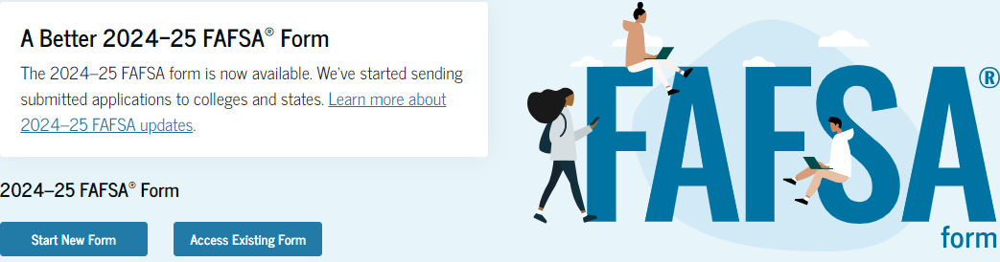 A Better 2024–25 FAFSA® Form
The 2024–25 FAFSA form is now available. We've started sending
submitted applications to colleges and states. Learn more about
2024–25 FAFSA updates.
2024–25 FAFSA® Form
Start New Form
Access Existing Form
FAFSA®
form